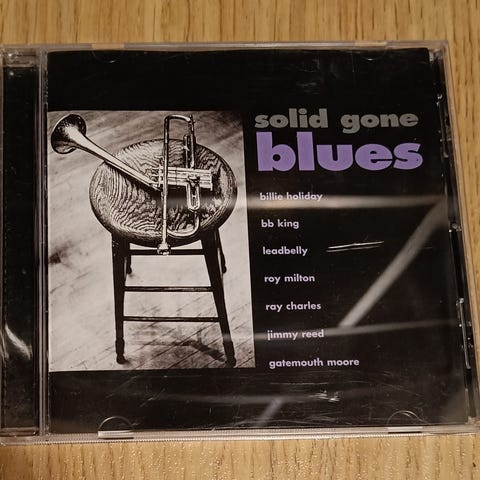 solid gone
blues
billie holiday
bb king
leadbelly
roy milton
ray charles
jimmy reed
gatemouth moore